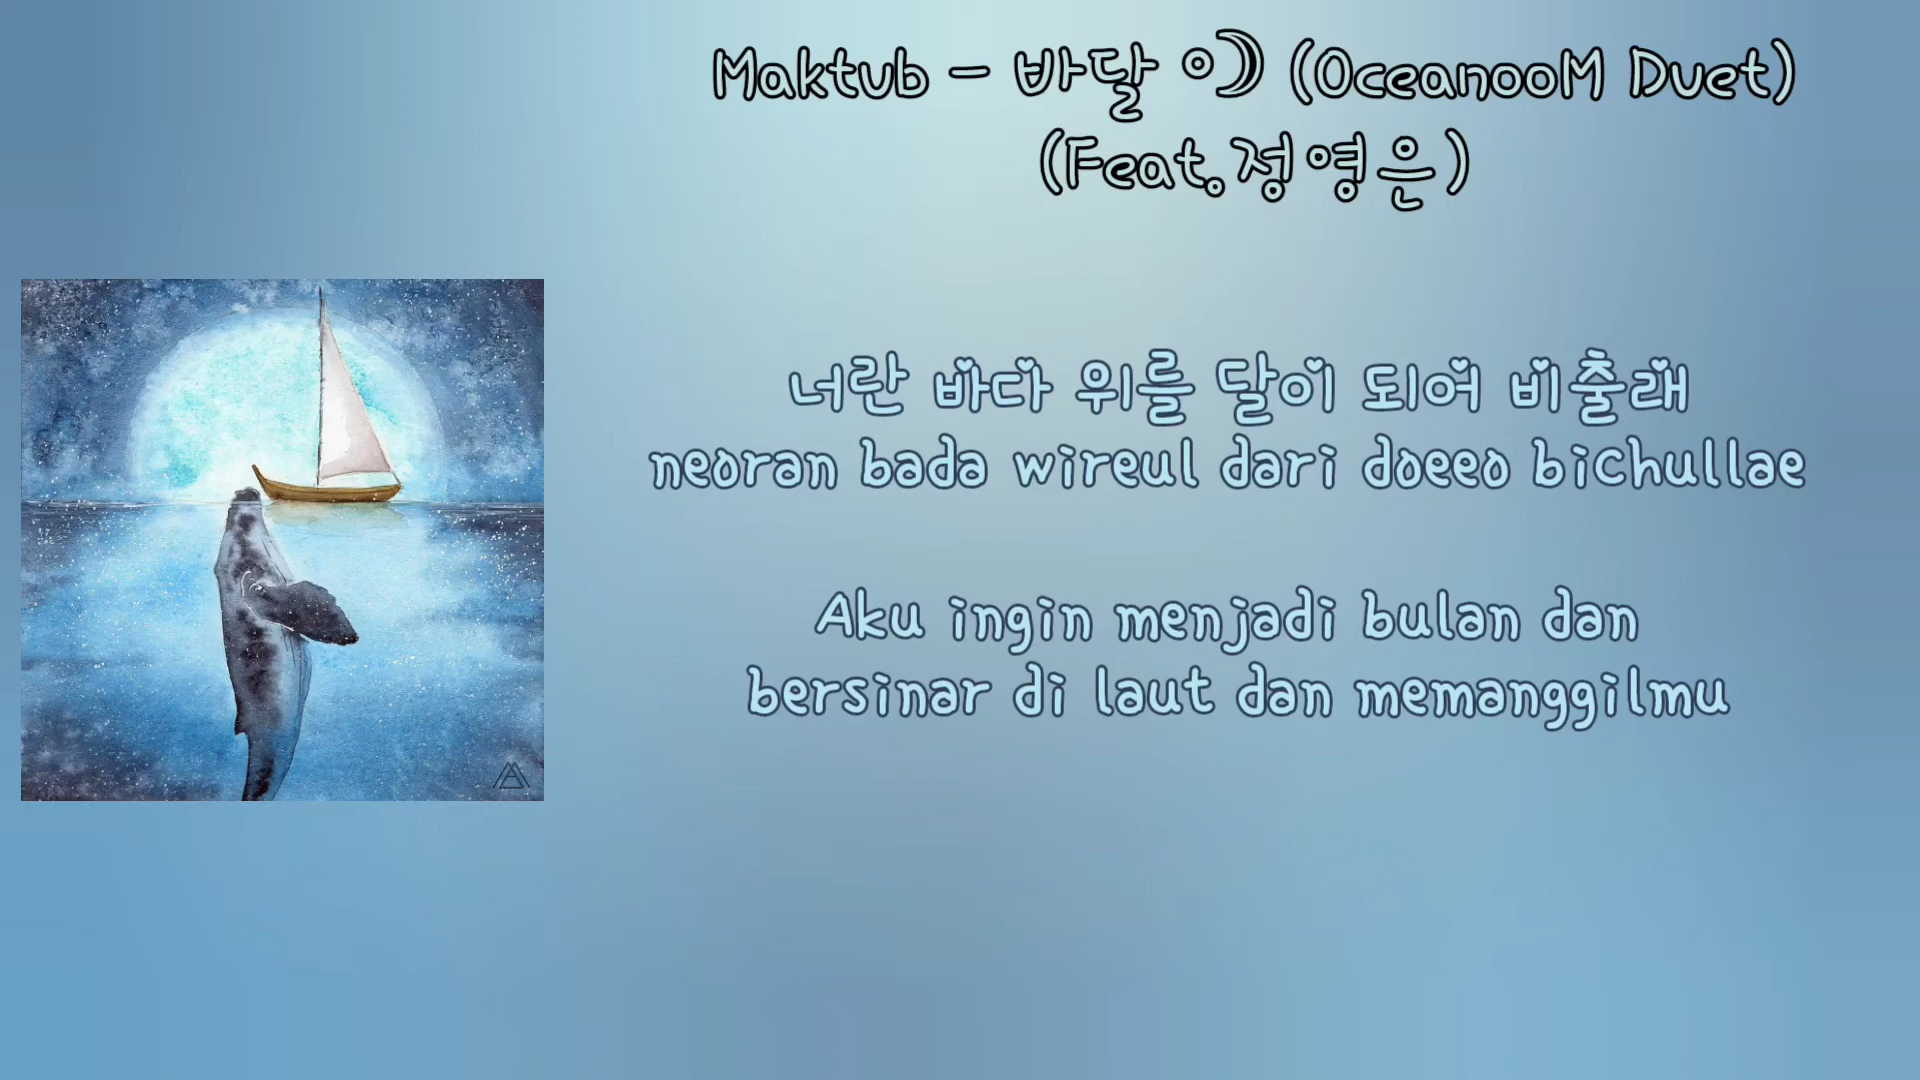 Maktub - 바달 이 (OceanooM Duet)
(Feat.정영은)
너란 바다 위를 달이 되어 비출래
neoran bada wireul dari doeeo bichullae
Aku ingin menjadi bulan dan
bersinar di laut dan memanggilmu